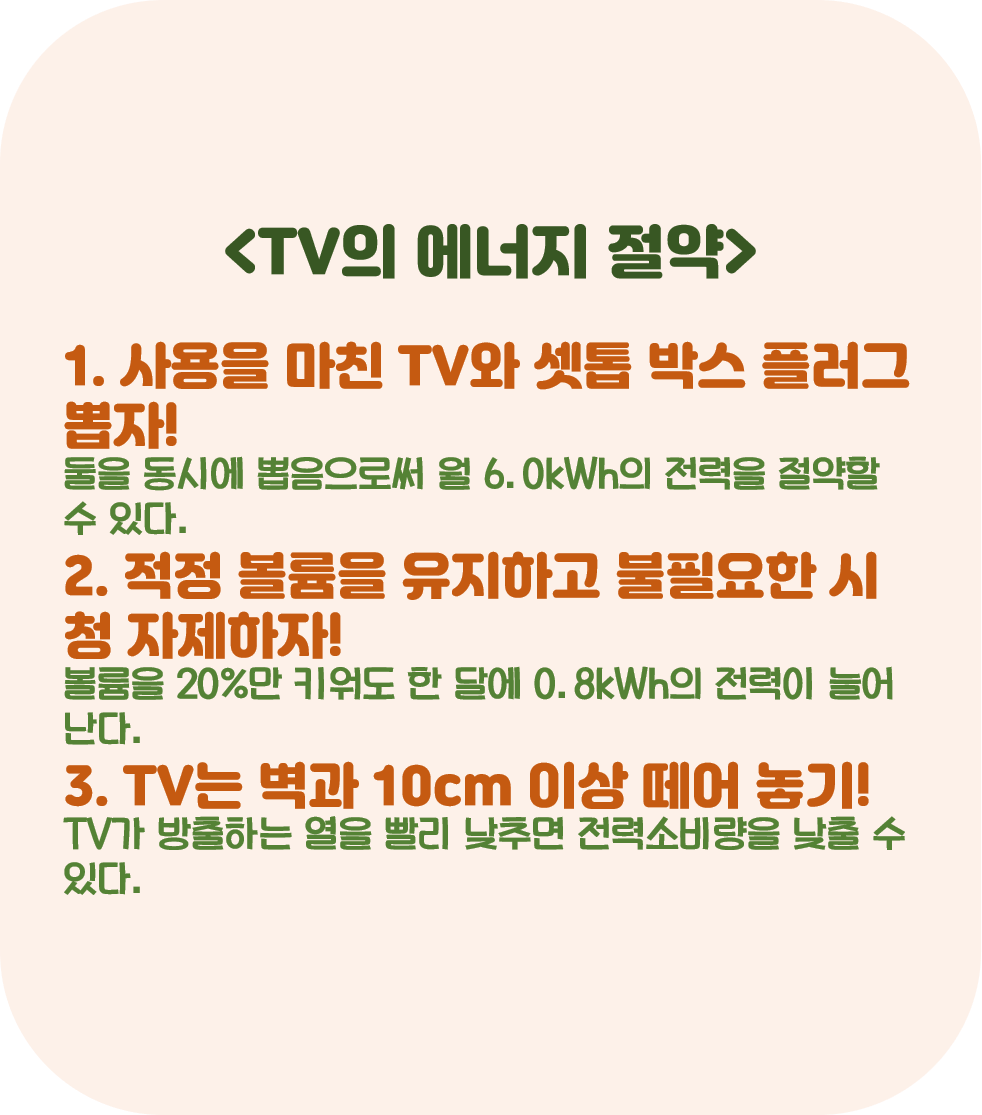 <TV의 에너지 절약>
1. 사용을 마친 TV와 셋톱 박스 플러그
뽑자!
둘을 동시에 뽑음으로써 월 6.0kWh의 전력을 절약할
수 있다.
2. 적정 볼륨을 유지하고 불필요한 시
청 자제하자!
볼륨을 20%만 키워도 한 달에 0.8kWh의 전력이 늘어
난다.
3. TV는 벽과 10cm 이상 떼어 놓기!
TV가 방출하는 열을 빨리 낮추면 전력소비량을 낮출 수
있다.